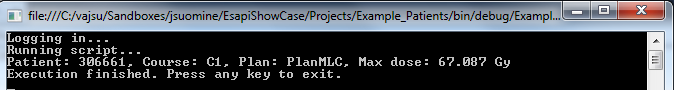 file:///C:/vajsu/Sandboxes/jsuomine/EsapiShowCase/Projects/Example_Patients/bin/debug/Exampl...
Logging in...
Running script...
Patient: 306661, Course: C1, Plan: PlanMLC, Max dose: 67.087 Gy
Execution finished. Press any key to exit.